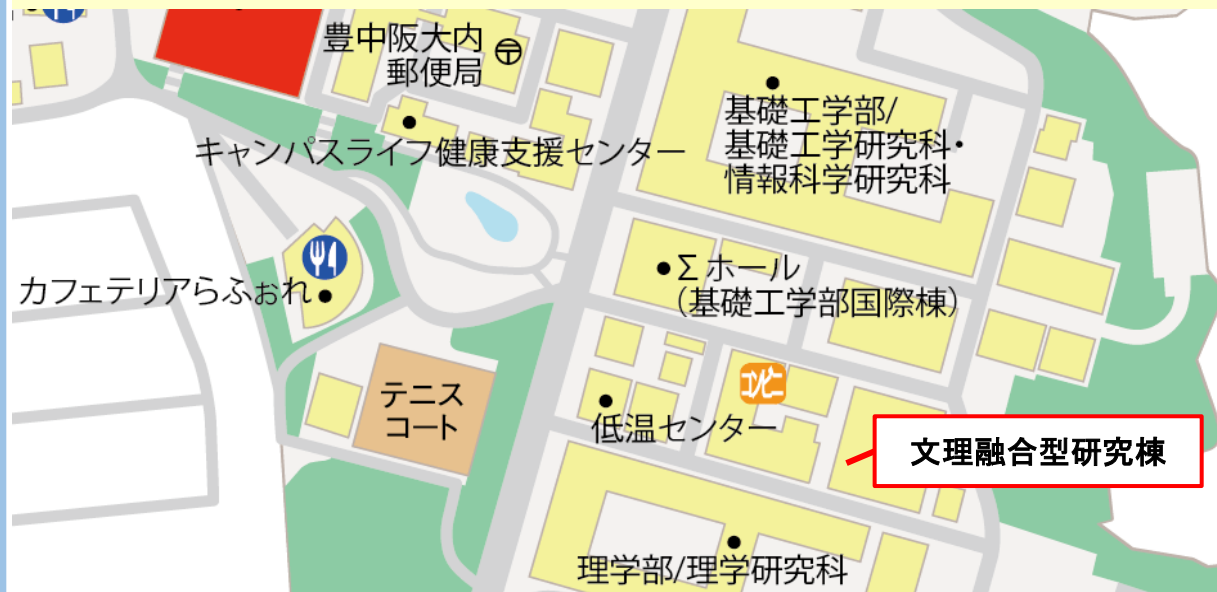 豊中阪大内
郵便局
基礎工学部/
基礎工学研究科・
情報科学研究科
キャンパスライフ健康支援センター
Σホール
（基礎工学部国際棟）
カフェテリアらふぉれ
コンビニ
テニス
コート
低温センター
文理融合型研究棟
理学部/理学研究科